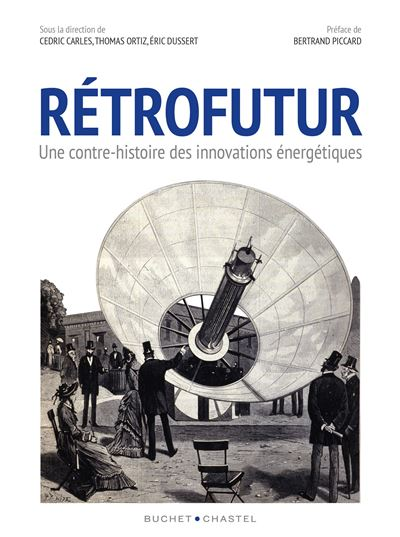 Sous la direction de
CEDRIC CARLES, THOMAS ORTIZ, ÉRIC DUSSERT
Préface de
BERTRAND PICCARD
RÉTROFUTUR
Une contre-histoire des innovations énergétiques
BUCHET • CHASTEL